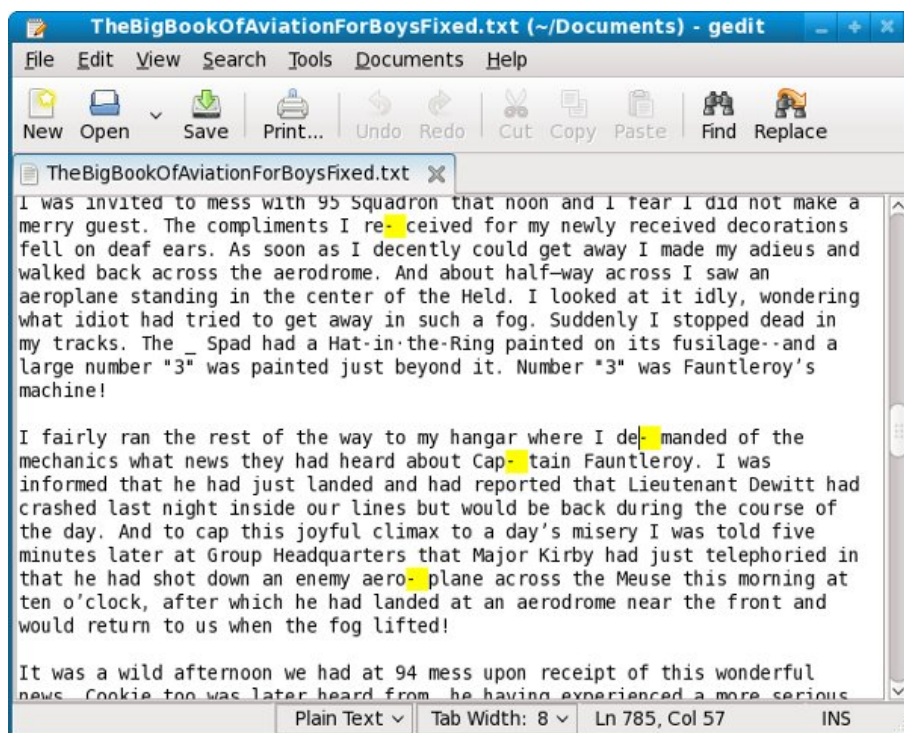 TheBigBookOfAviationForBoysFixed.txt (~/Documents) - gedit
File Edit View Search Tools Documents Help
New Open Save Print... Undo Redo Cut Copy Paste Find Replace
TheBigBookOfAviationForBoysFixed.txt
I was invited to mess with 95 Squadron that noon and I fear I did not make a
merry guest. The compliments I re- ceived for my newly received decorations
fell on deaf ears. As soon as I decently could get away I made my adieus and
walked back across the aerodrome. And about half—way across I saw an
aeroplane standing in the center of the Held. I looked at it idly, wondering
what idiot had tried to get away in such a fog. Suddenly I stopped dead in
my tracks. The _ Spad had a Hat-in·the-Ring painted on its fusilage--and a
large number "3" was painted just beyond it. Number "3" was Fauntleroy’s
machine!
I fairly ran the rest of the way to my hangar where I de- manded of the
mechanics what news they had heard about Cap- tain Fauntleroy. I was
informed that he had just landed and had reported that Lieutenant Dewitt had
crashed last night inside our lines but would be back during the course of
the day. And to cap this joyful climax to a day’s misery I was told five
minutes later at Group Headquarters that Major Kirby had just telephoried in
that he had shot down an enemy aero- plane across the Meuse this morning at
ten o’clock, after which he had landed at an aerodrome near the front and
would return to us when the fog lifted!
It was a wild afternoon we had at 94 mess upon receipt of this wonderful
news. Cookie too was later heard from, he having experienced a more serious
Plain Text Tab Width: 8 Ln 785, Col 57 INS